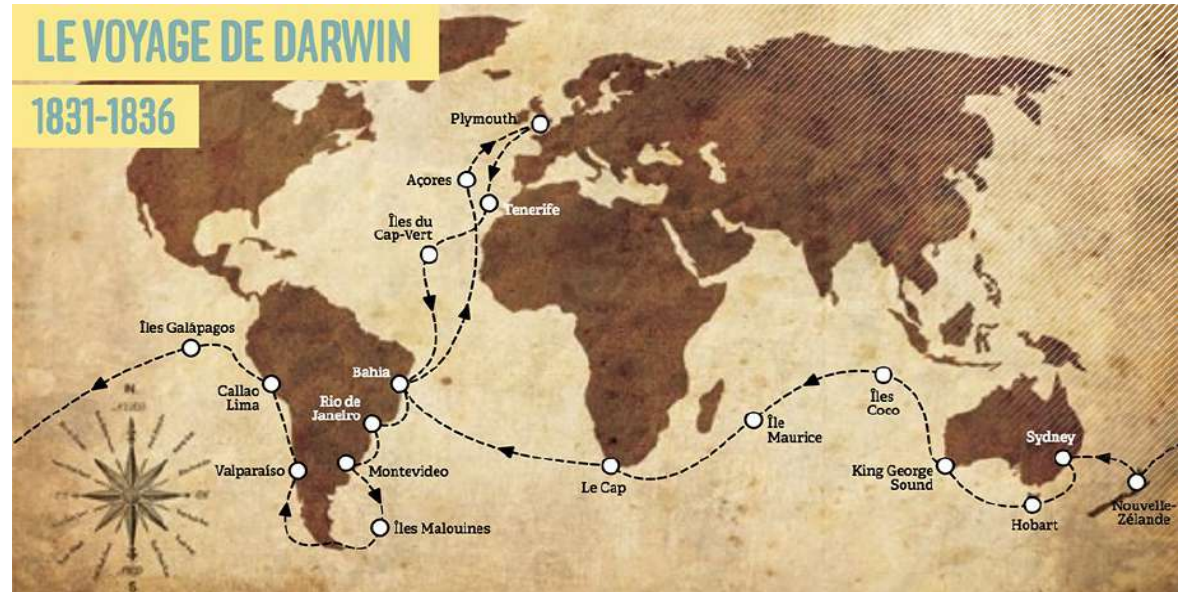 LE VOYAGE DE DARWIN
1831-1836
Plymouth
Açores
Tenerife
Îles du
Cap-Vert
Îles Galápagos
Bahia
Callao
Lima
Rio de
Janeiro
Îles
Coco
Île
Maurice
Sydney
Valparaíso
Montevideo
Le Cap
King George
Sound
Îles Malouines
Hobart
Nouvelle-
Zélande
N
S